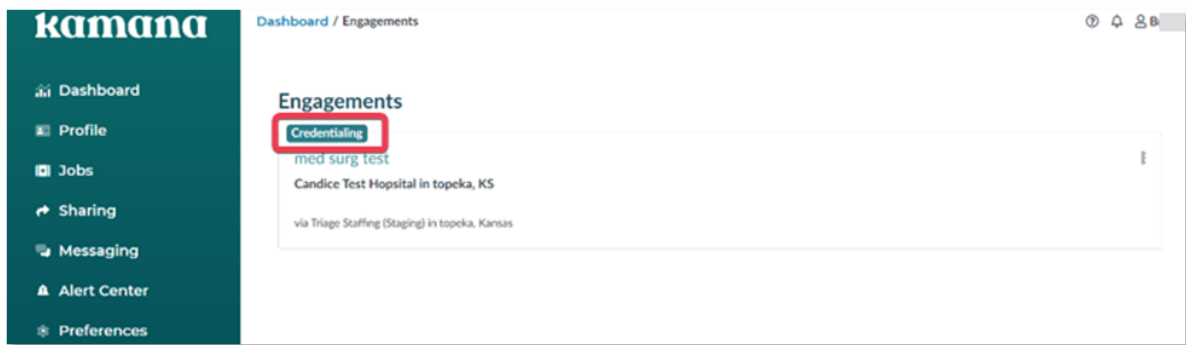 kamana
Dashboard / Engagements
Dashboard
Profile
Jobs
Sharing
Messaging
Alert Center
Preferences
Engagements
Credentialing
med surg test
Candice Test Hopsital in topeka, KS
via Triage Staffing (Staging) in topeka, Kansas